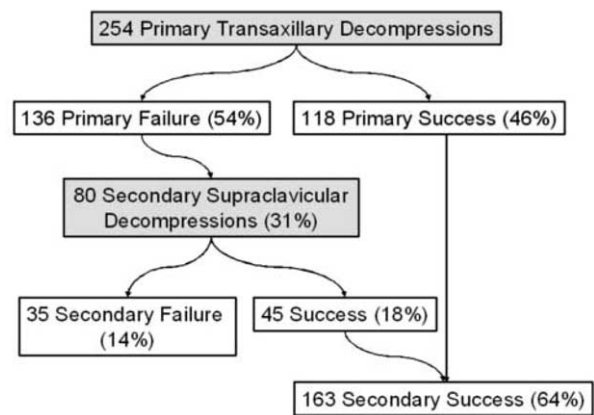 254 Primary Transaxillary Decompressions
136 Primary Failure (54%)
118 Primary Success (46%)
80 Secondary Supraclavicular
Decompressions (31%)
35 Secondary Failure
(14%)
45 Success (18%)
163 Secondary Success (64%)